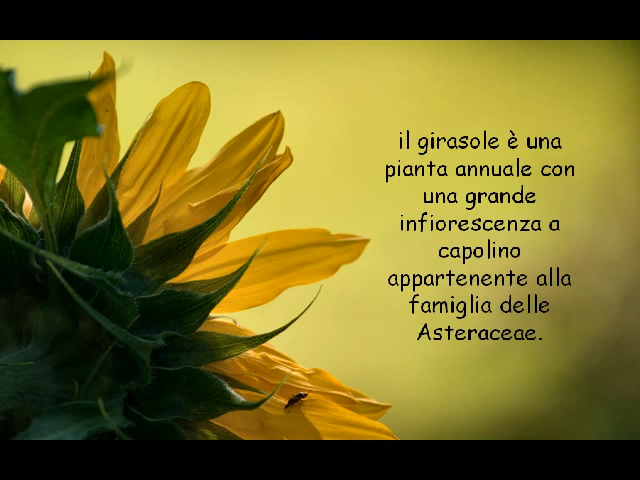 il girasole è una
pianta annuale con
una grande
infiorescenza a
capolino
appartenente alla
famiglia delle
Asteraceae.